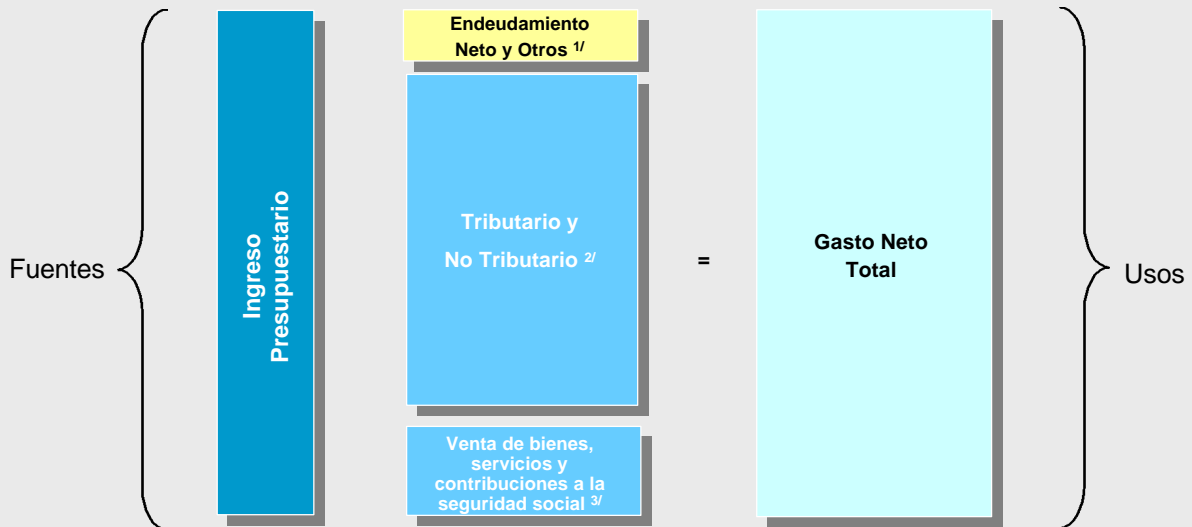 Fuentes
Ingreso
Presupuestario
Endeudamiento
Neto y Otros 1/
Tributario y
No Tributario 2/
Venta de bienes,
servicios y
contribuciones a la
seguridad social 3/
=
Gasto Neto
Total
Usos